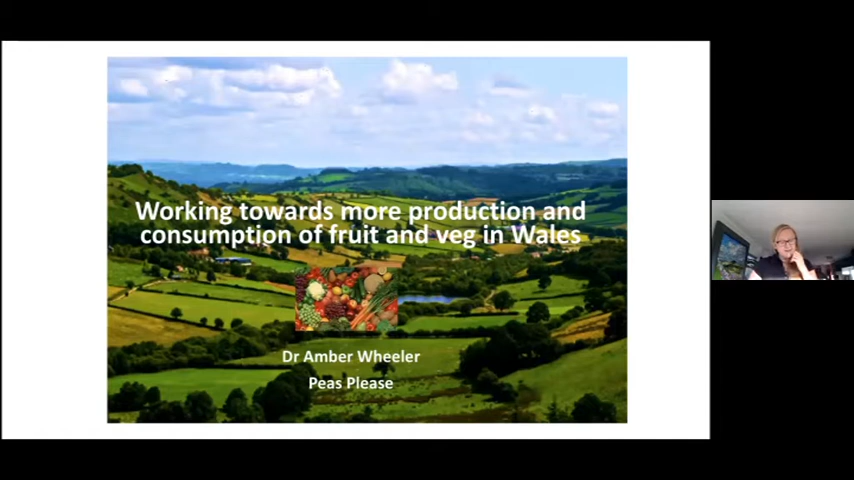 Working towards more production and
consumption of fruit and veg in Wales
Dr Amber Wheeler
Peas Please